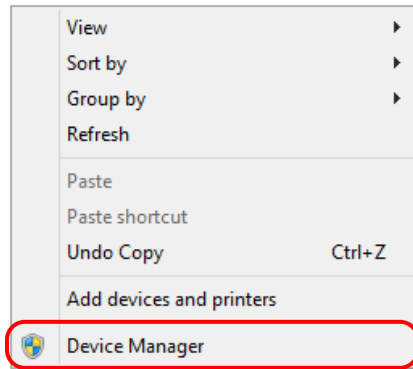 View
Sort by
Group by
Refresh
Paste
Paste shortcut
Undo Copy Ctrl+Z
Add devices and printers
Device Manager